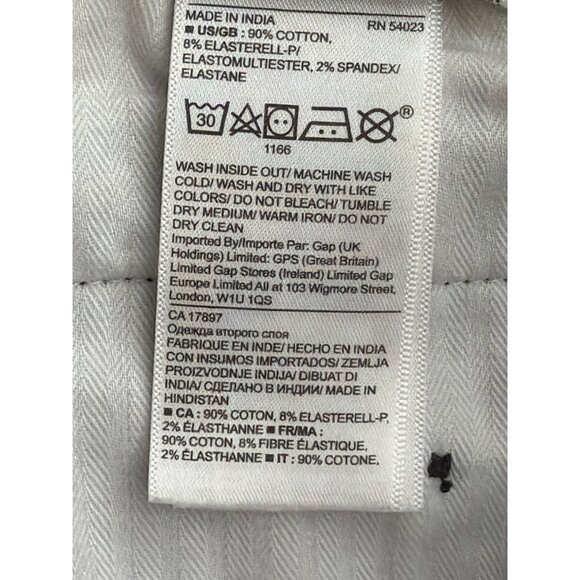 MADE IN INDIA RN 54023
■ US/GB : 90% COTTON,
8% ELASTERELL-P/
ELASTOMULTIESTER, 2% SPANDEX/
ELASTANE
30
®
1166
WASH INSIDE OUT/ MACHINE WASH
COLD/ WASH AND DRY WITH LIKE
COLORS/ DO NOT BLEACH/ TUMBLE
DRY MEDIUM/ WARM IRON/ DO NOT
DRY CLEAN
Imported By/Importe Par: Gap (UK
Holdings) Limited: GPS (Great Britain)
Limited Gap Stores (Ireland) Limited Gap
Europe Limited All at 103 Wigmore Street,
London, W1U 1QS
CA 17897
Одежда второго слоя
FABRIQUÉ EN INDE/ HECHO EN INDIA
CON INSUMOS IMPORTADOS/ ZEMLJA
PROIZVODNJE INDIJA/ DIBUAT DI
INDIA/ СДЕЛАНО В ИНДИИ/ MADE IN
HINDISTAN
■ CA : 90% COTON, 8% ELASTERELL-P,
2% ÉLASTHANNE ■ FR/MA :
90% COTON, 8% FIBRE ÉLASTIQUE,
2% ÉLASTHANNE ■ IT : 90% COTONE,